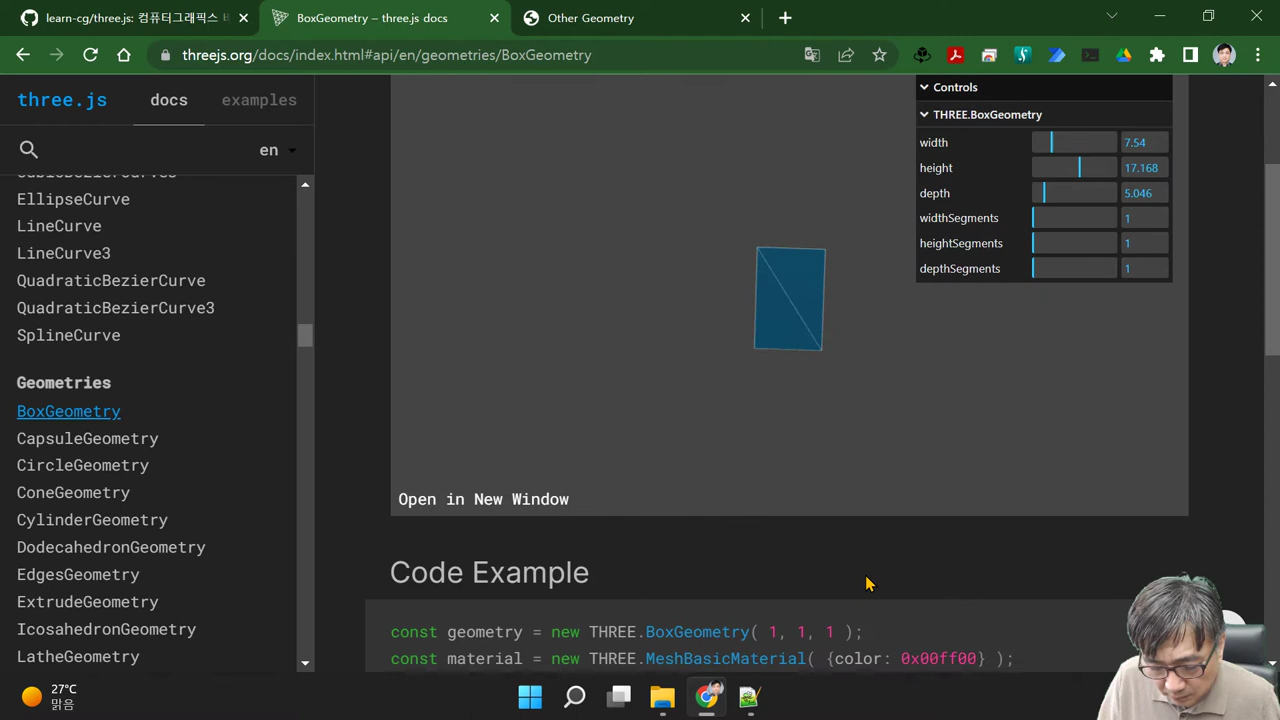 learn-cg/three.js: 컴퓨터그래픽스
BoxGeometry – three.js docs
Other Geometry
threejs.org/docs/index.html#api/en/geometries/BoxGeometry
three.js
docs
examples
en
EllipseCurve
LineCurve
LineCurve3
QuadraticBezierCurve
QuadraticBezierCurve3
SplineCurve
Geometries
BoxGeometry
CapsuleGeometry
CircleGeometry
ConeGeometry
CylinderGeometry
DodecahedronGeometry
EdgesGeometry
ExtrudeGeometry
IcosahedronGeometry
LatheGeometry
Controls
THREE.BoxGeometry
width 7.54
height 17.168
depth 5.046
widthSegments 1
heightSegments 1
depthSegments 1
Open in New Window
Code Example
const geometry = new THREE.BoxGeometry( 1, 1, 1 );
const material = new THREE.MeshBasicMaterial( {color: 0x00ff00} );
27°C
맑음